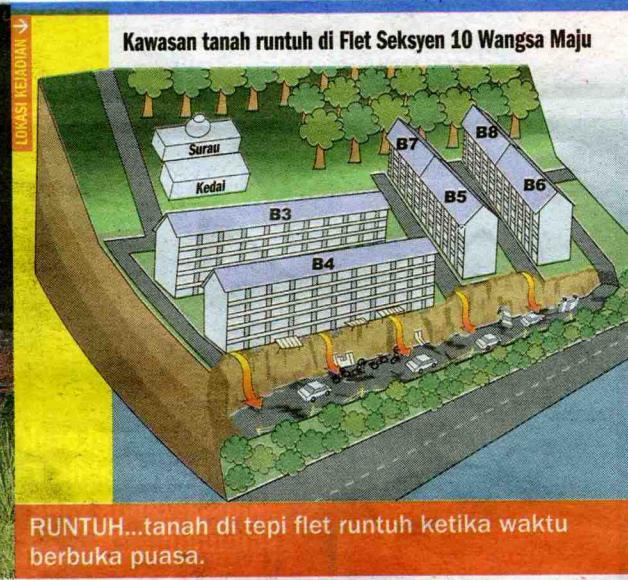 LOKASI KEJADIAN
Kawasan tanah runtuh di Flet Seksyen 10 Wangsa Maju
Surau
Kedai
B7
B8
B5
B6
B3
B4
RUNTUH...tanah di tepi flet runtuh ketika waktu
berbuka puasa.